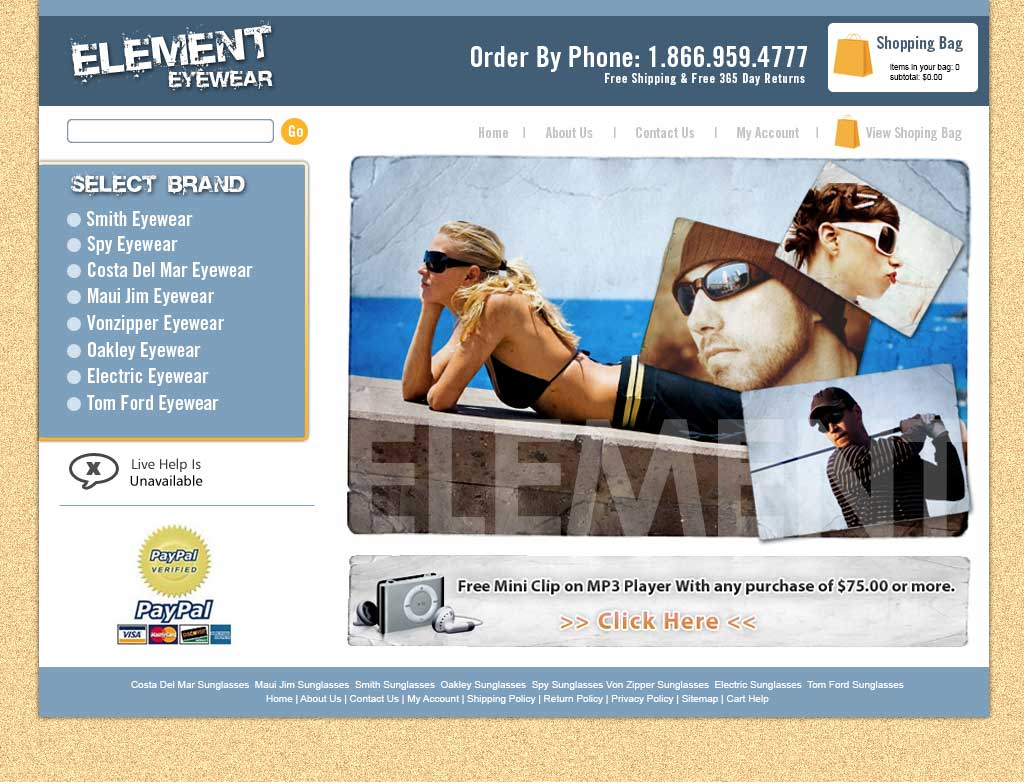 ELEMENT
EYEWEAR
Order By Phone: 1.866.959.4777
Free Shipping & Free 365 Day Returns
Shopping Bag
items in your bag: 0
subtotal: $0.00
Go
Home | About Us | Contact Us | My Account | View Shoping Bag
SELECT BRAND
Smith Eyewear
Spy Eyewear
Costa Del Mar Eyewear
Maui Jim Eyewear
Vonzipper Eyewear
Oakley Eyewear
Electric Eyewear
Tom Ford Eyewear
ELEMENT
X
Live Help Is
Unavailable
PayPal
VERIFIED
PayPal
VISA MasterCard DISCOVER
Free Mini Clip on MP3 Player With any purchase of $75.00 or more.
>> Click Here <<
Costa Del Mar Sunglasses Maui Jim Sunglasses Smith Sunglasses Oakley Sunglasses Spy Sunglasses Von Zipper Sunglasses Electric Sunglasses Tom Ford Sunglasses
Home | About Us | Contact Us | My Account | Shipping Policy | Return Policy | Privacy Policy | Sitemap | Cart Help